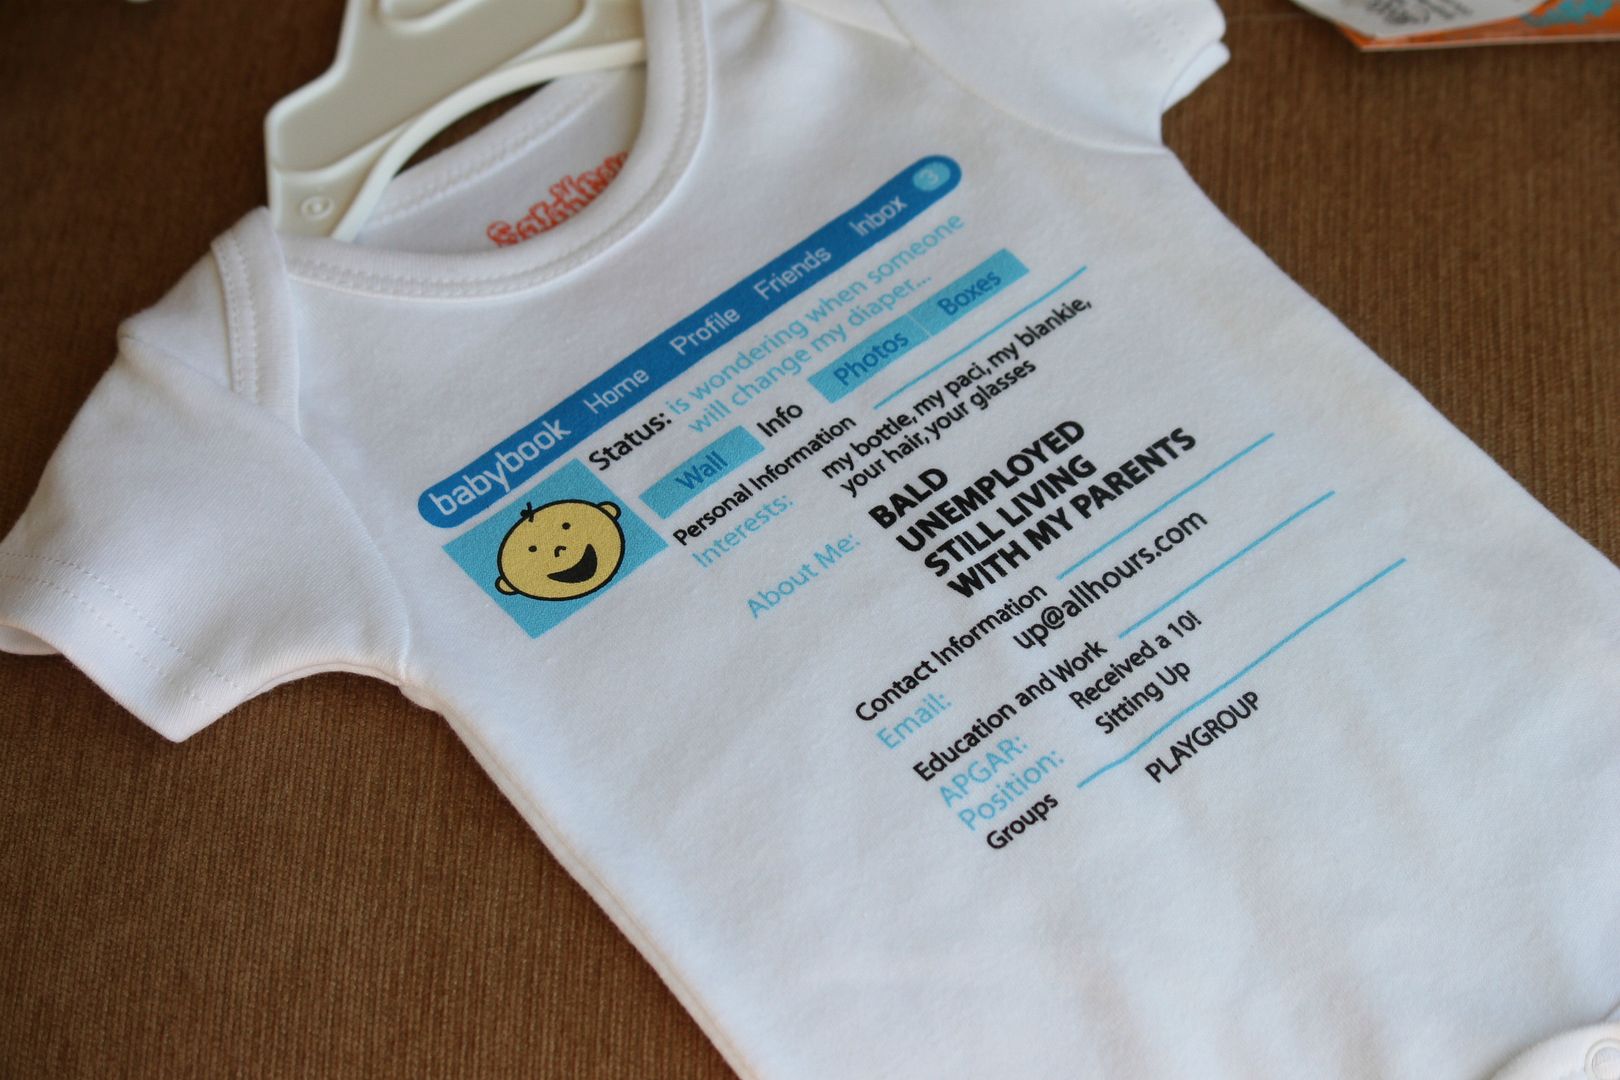 babybook Home Profile Friends Inbox 3
Status: is wondering when someone
will change my diaper...
Wall Info Photos Boxes
Personal Information
Interests: my bottle, my paci, my blankie,
your hair, your glasses
About Me: BALD
UNEMPLOYED
STILL LIVING
WITH MY PARENTS
Contact Information
Email: up@allhours.com
Education and Work
APGAR: Received a 10!
Position: Sitting Up
Groups PLAYGROUP